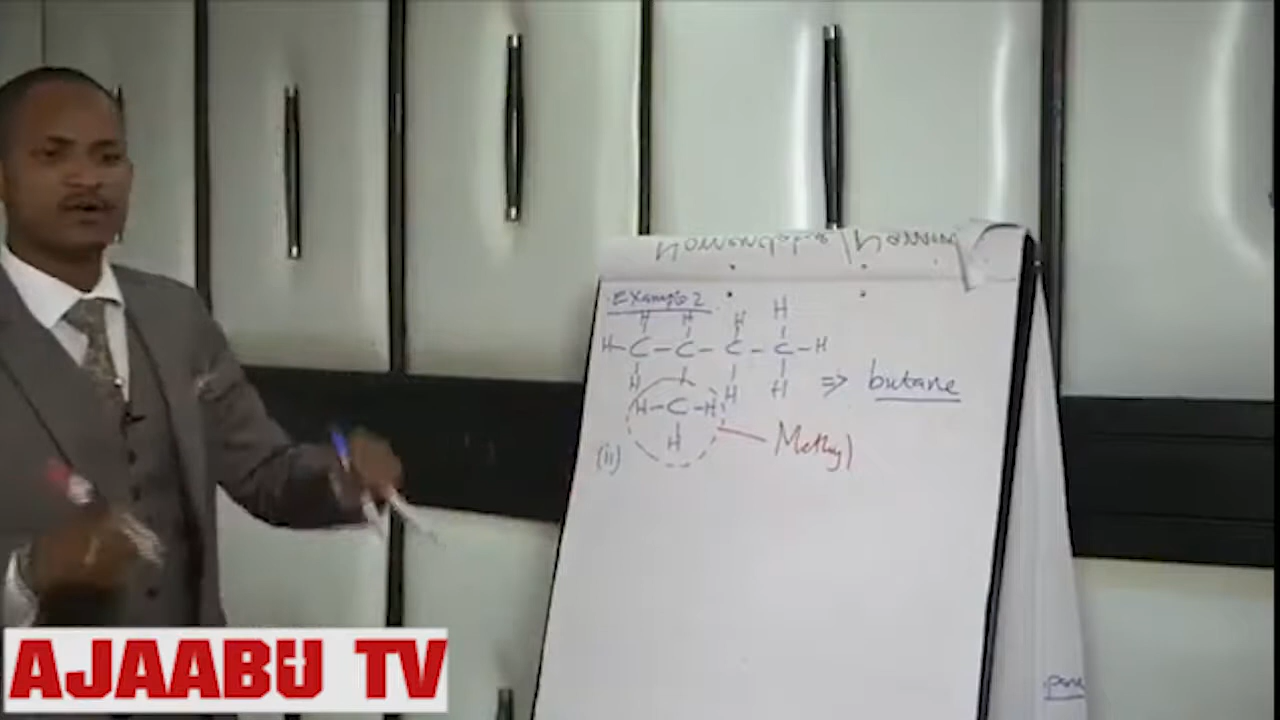 Nomenclature/Naming
Example 2
H H H H
H-C-C-C-C-H
H H H
⇒ butane
H-C-H
H
(ii)
Methyl
AJAABU TV